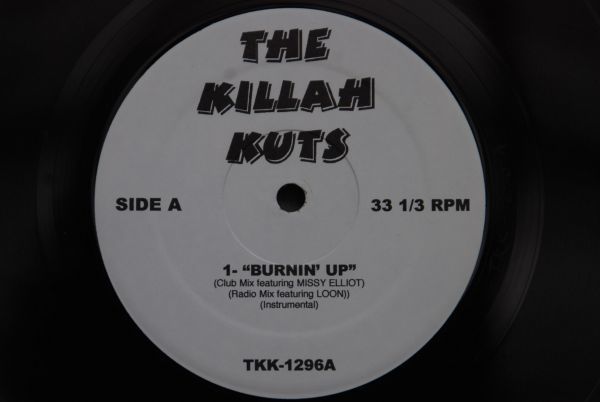 THE
KILLAH
KUTS
SIDE A
33 1/3 RPM
1- “BURNIN’ UP”
(Club Mix featuring MISSY ELLIOT)
(Radio Mix featuring LOON))
(Instrumental)
TKK-1296A